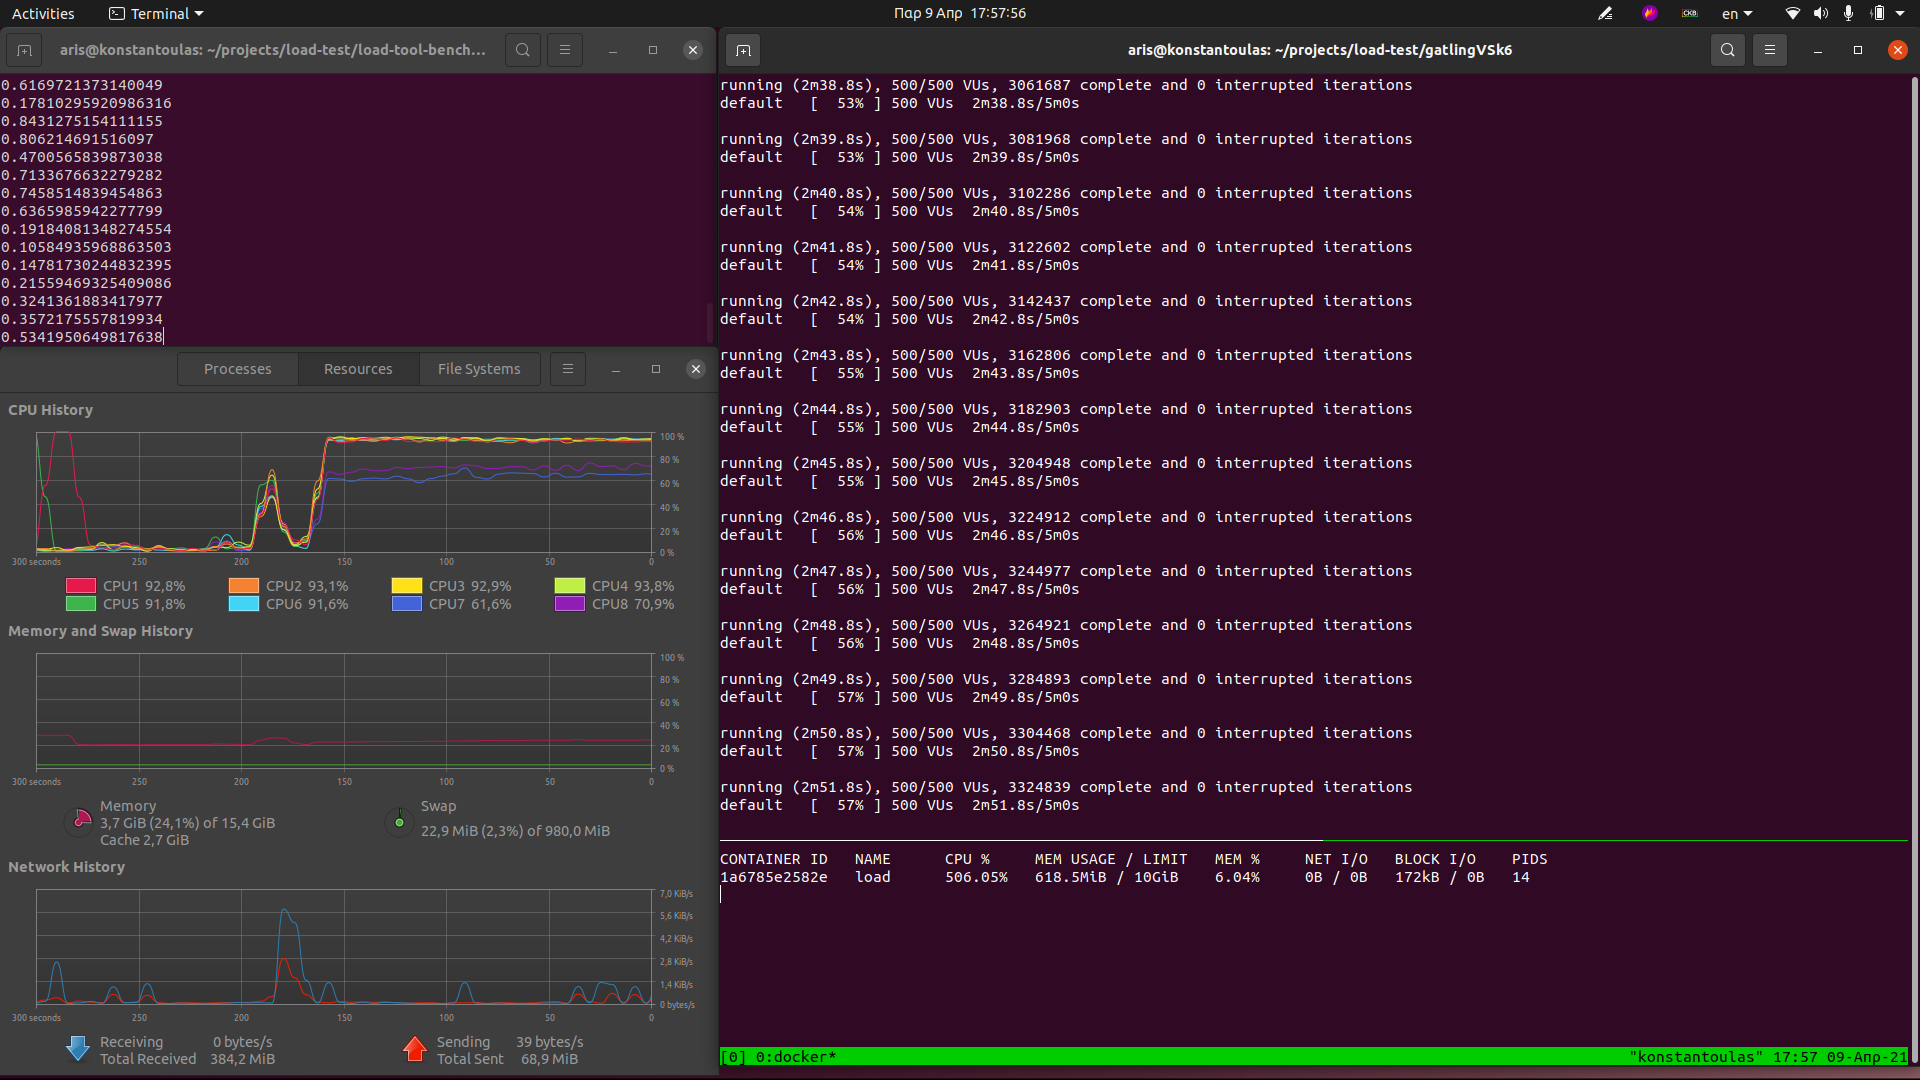 Activities
Terminal
Παρ 9 Απρ  17:57:56
en
aris@konstantoulas: ~/projects/load-test/load-tool-bench...
0.6169721373140049
0.17810295920986316
0.8431275154111155
0.806214691516097
0.4700565839873038
0.7133676632279282
0.7458514839454863
0.6365985942277799
0.19184081348274554
0.10584935968863503
0.14781730244832395
0.21559469325409086
0.3241361883417977
0.3572175557819934
0.5341950649817638
Processes
Resources
File Systems
CPU History
100 %
80 %
60 %
40 %
20 %
0 %
300 seconds 250 200 150 100 50 0
CPU1 92,8% CPU2 93,1% CPU3 92,9% CPU4 93,8%
CPU5 91,8% CPU6 91,6% CPU7 61,6% CPU8 70,9%
Memory and Swap History
100 %
80 %
60 %
40 %
20 %
0 %
300 seconds 250 200 150 100 50 0
Memory
3,7 GiB (24,1%) of 15,4 GiB
Cache 2,7 GiB
Swap
22,9 MiB (2,3%) of 980,0 MiB
Network History
7,0 KiB/s
5,6 KiB/s
4,2 KiB/s
2,8 KiB/s
1,4 KiB/s
0 bytes/s
300 seconds 250 200 150 100 50 0
Receiving 0 bytes/s
Total Received 384,2 MiB
Sending 39 bytes/s
Total Sent 68,9 MiB
aris@konstantoulas: ~/projects/load-test/gatlingVSk6
running (2m38.8s), 500/500 VUs, 3061687 complete and 0 interrupted iterations
default   [  53% ] 500 VUs  2m38.8s/5m0s
running (2m39.8s), 500/500 VUs, 3081968 complete and 0 interrupted iterations
default   [  53% ] 500 VUs  2m39.8s/5m0s
running (2m40.8s), 500/500 VUs, 3102286 complete and 0 interrupted iterations
default   [  54% ] 500 VUs  2m40.8s/5m0s
running (2m41.8s), 500/500 VUs, 3122602 complete and 0 interrupted iterations
default   [  54% ] 500 VUs  2m41.8s/5m0s
running (2m42.8s), 500/500 VUs, 3142437 complete and 0 interrupted iterations
default   [  54% ] 500 VUs  2m42.8s/5m0s
running (2m43.8s), 500/500 VUs, 3162806 complete and 0 interrupted iterations
default   [  55% ] 500 VUs  2m43.8s/5m0s
running (2m44.8s), 500/500 VUs, 3182903 complete and 0 interrupted iterations
default   [  55% ] 500 VUs  2m44.8s/5m0s
running (2m45.8s), 500/500 VUs, 3204948 complete and 0 interrupted iterations
default   [  55% ] 500 VUs  2m45.8s/5m0s
running (2m46.8s), 500/500 VUs, 3224912 complete and 0 interrupted iterations
default   [  56% ] 500 VUs  2m46.8s/5m0s
running (2m47.8s), 500/500 VUs, 3244977 complete and 0 interrupted iterations
default   [  56% ] 500 VUs  2m47.8s/5m0s
running (2m48.8s), 500/500 VUs, 3264921 complete and 0 interrupted iterations
default   [  56% ] 500 VUs  2m48.8s/5m0s
running (2m49.8s), 500/500 VUs, 3284893 complete and 0 interrupted iterations
default   [  57% ] 500 VUs  2m49.8s/5m0s
running (2m50.8s), 500/500 VUs, 3304468 complete and 0 interrupted iterations
default   [  57% ] 500 VUs  2m50.8s/5m0s
running (2m51.8s), 500/500 VUs, 3324839 complete and 0 interrupted iterations
default   [  57% ] 500 VUs  2m51.8s/5m0s
CONTAINER ID   NAME      CPU %     MEM USAGE / LIMIT   MEM %     NET I/O   BLOCK I/O    PIDS
1a6785e2582e   load      506.05%   618.5MiB / 10GiB    6.04%     0B / 0B   172kB / 0B   14
[0] 0:docker*
"konstantoulas" 17:57 09-Απρ-21